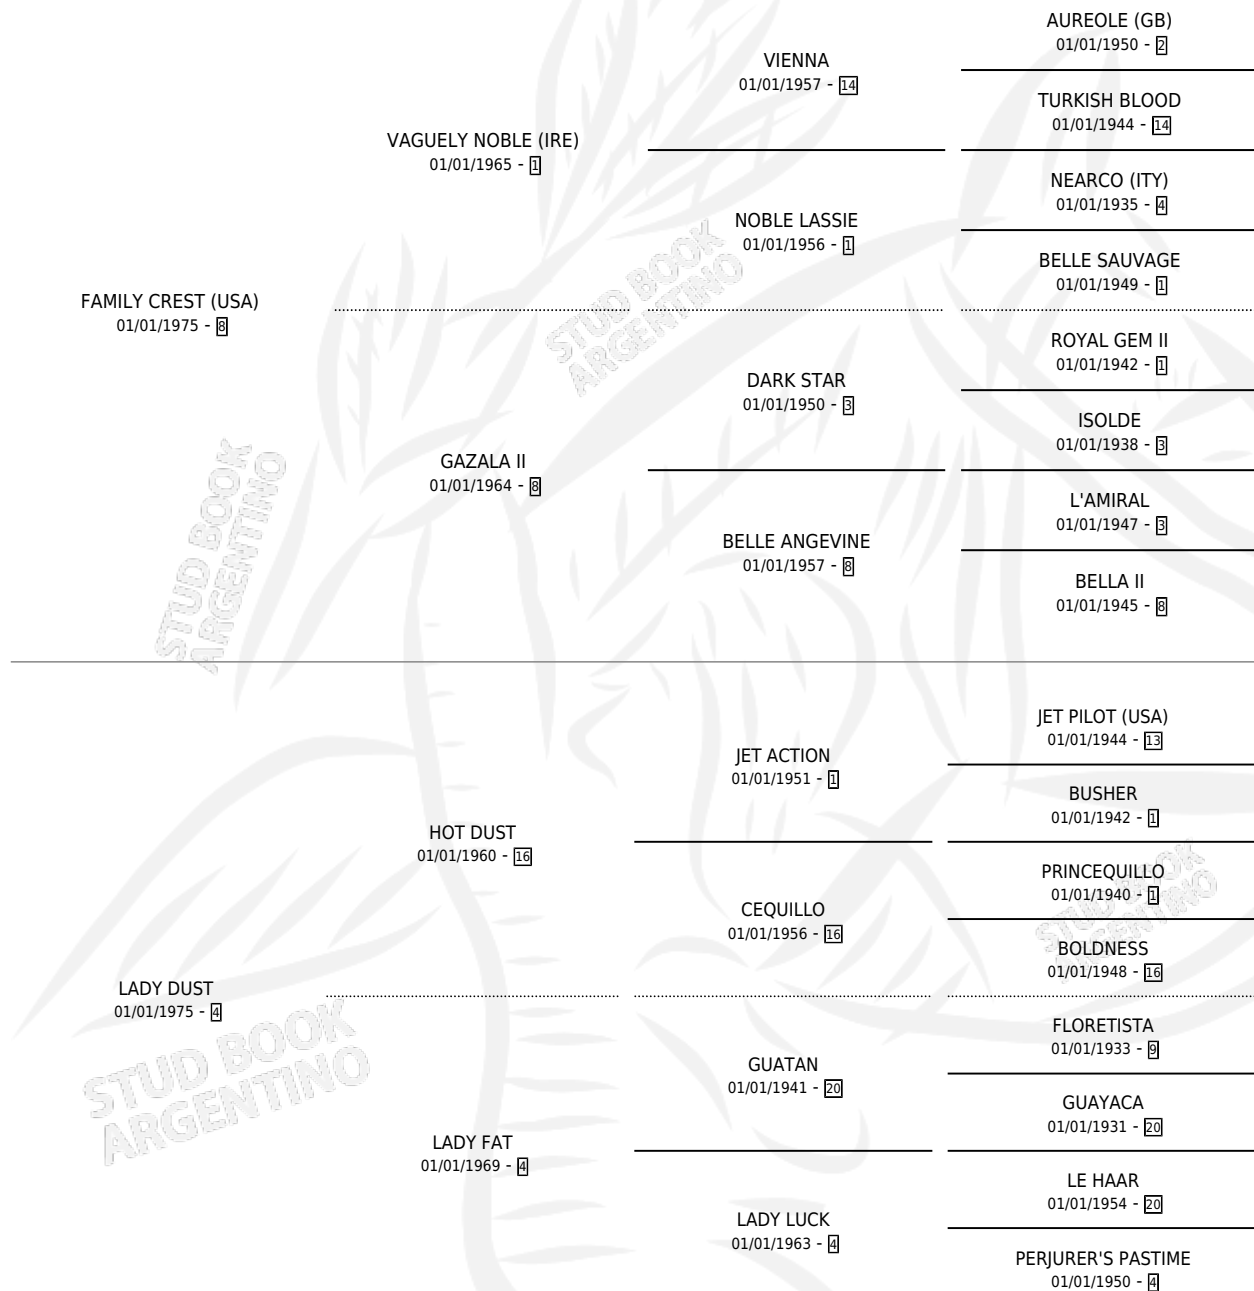 AUREOLE (GB)
01/01/1950 - 2
VIENNA
01/01/1957 - 14
TURKISH BLOOD
01/01/1944 - 14
VAGUELY NOBLE (IRE)
01/01/1965 - 1
NEARCO (ITY)
01/01/1935 - 4
NOBLE LASSIE
01/01/1956 - 1
BELLE SAUVAGE
01/01/1949 - 1
FAMILY CREST (USA)
01/01/1975 - 8
ROYAL GEM II
01/01/1942 - 1
DARK STAR
01/01/1950 - 3
ISOLDE
01/01/1938 - 3
GAZALA II
01/01/1964 - 8
L'AMIRAL
01/01/1947 - 3
BELLE ANGEVINE
01/01/1957 - 8
BELLA II
01/01/1945 - 8
JET PILOT (USA)
01/01/1944 - 13
JET ACTION
01/01/1951 - 1
BUSHER
01/01/1942 - 1
HOT DUST
01/01/1960 - 16
PRINCEQUILLO
01/01/1940 - 1
CEQUILLO
01/01/1956 - 16
BOLDNESS
01/01/1948 - 16
LADY DUST
01/01/1975 - 4
FLORETISTA
01/01/1933 - 9
GUATAN
01/01/1941 - 20
GUAYACA
01/01/1931 - 20
LADY FAT
01/01/1969 - 4
LE HAAR
01/01/1954 - 20
LADY LUCK
01/01/1963 - 4
PERJURER'S PASTIME
01/01/1950 - 4
STUD BOOK
ARGENTINO
STUD BOOK
ARGENTINO
STUD BOOK
ARGENTINO
STUD BOOK
ARGENTINO